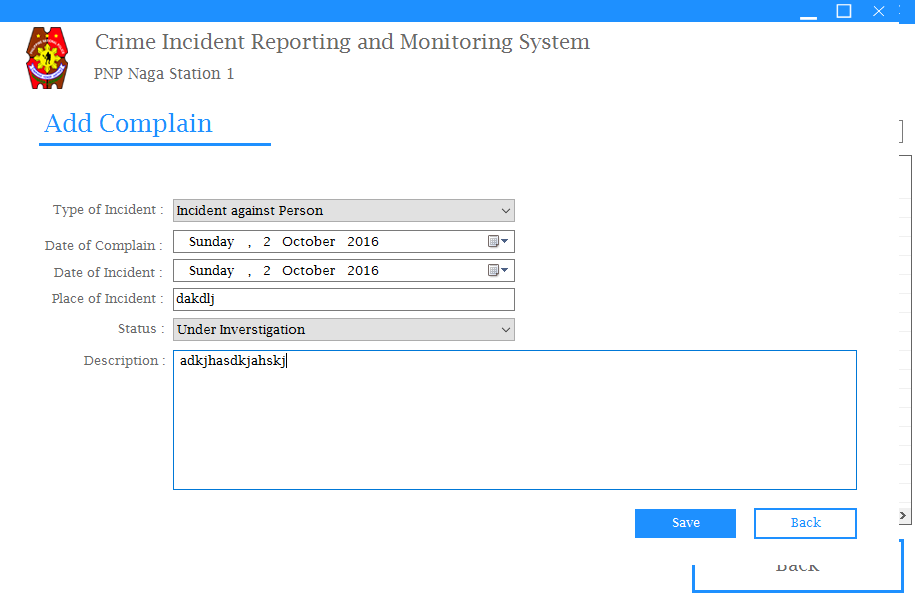 Crime Incident Reporting and Monitoring System
PNP Naga Station 1
Add Complain
Type of Incident : Incident against Person
Date of Complain : Sunday , 2 October 2016
Date of Incident : Sunday , 2 October 2016
Place of Incident : dakdlj
Status : Under Inverstigation
Description : adkjhasdkjahskj
Save Back
Back